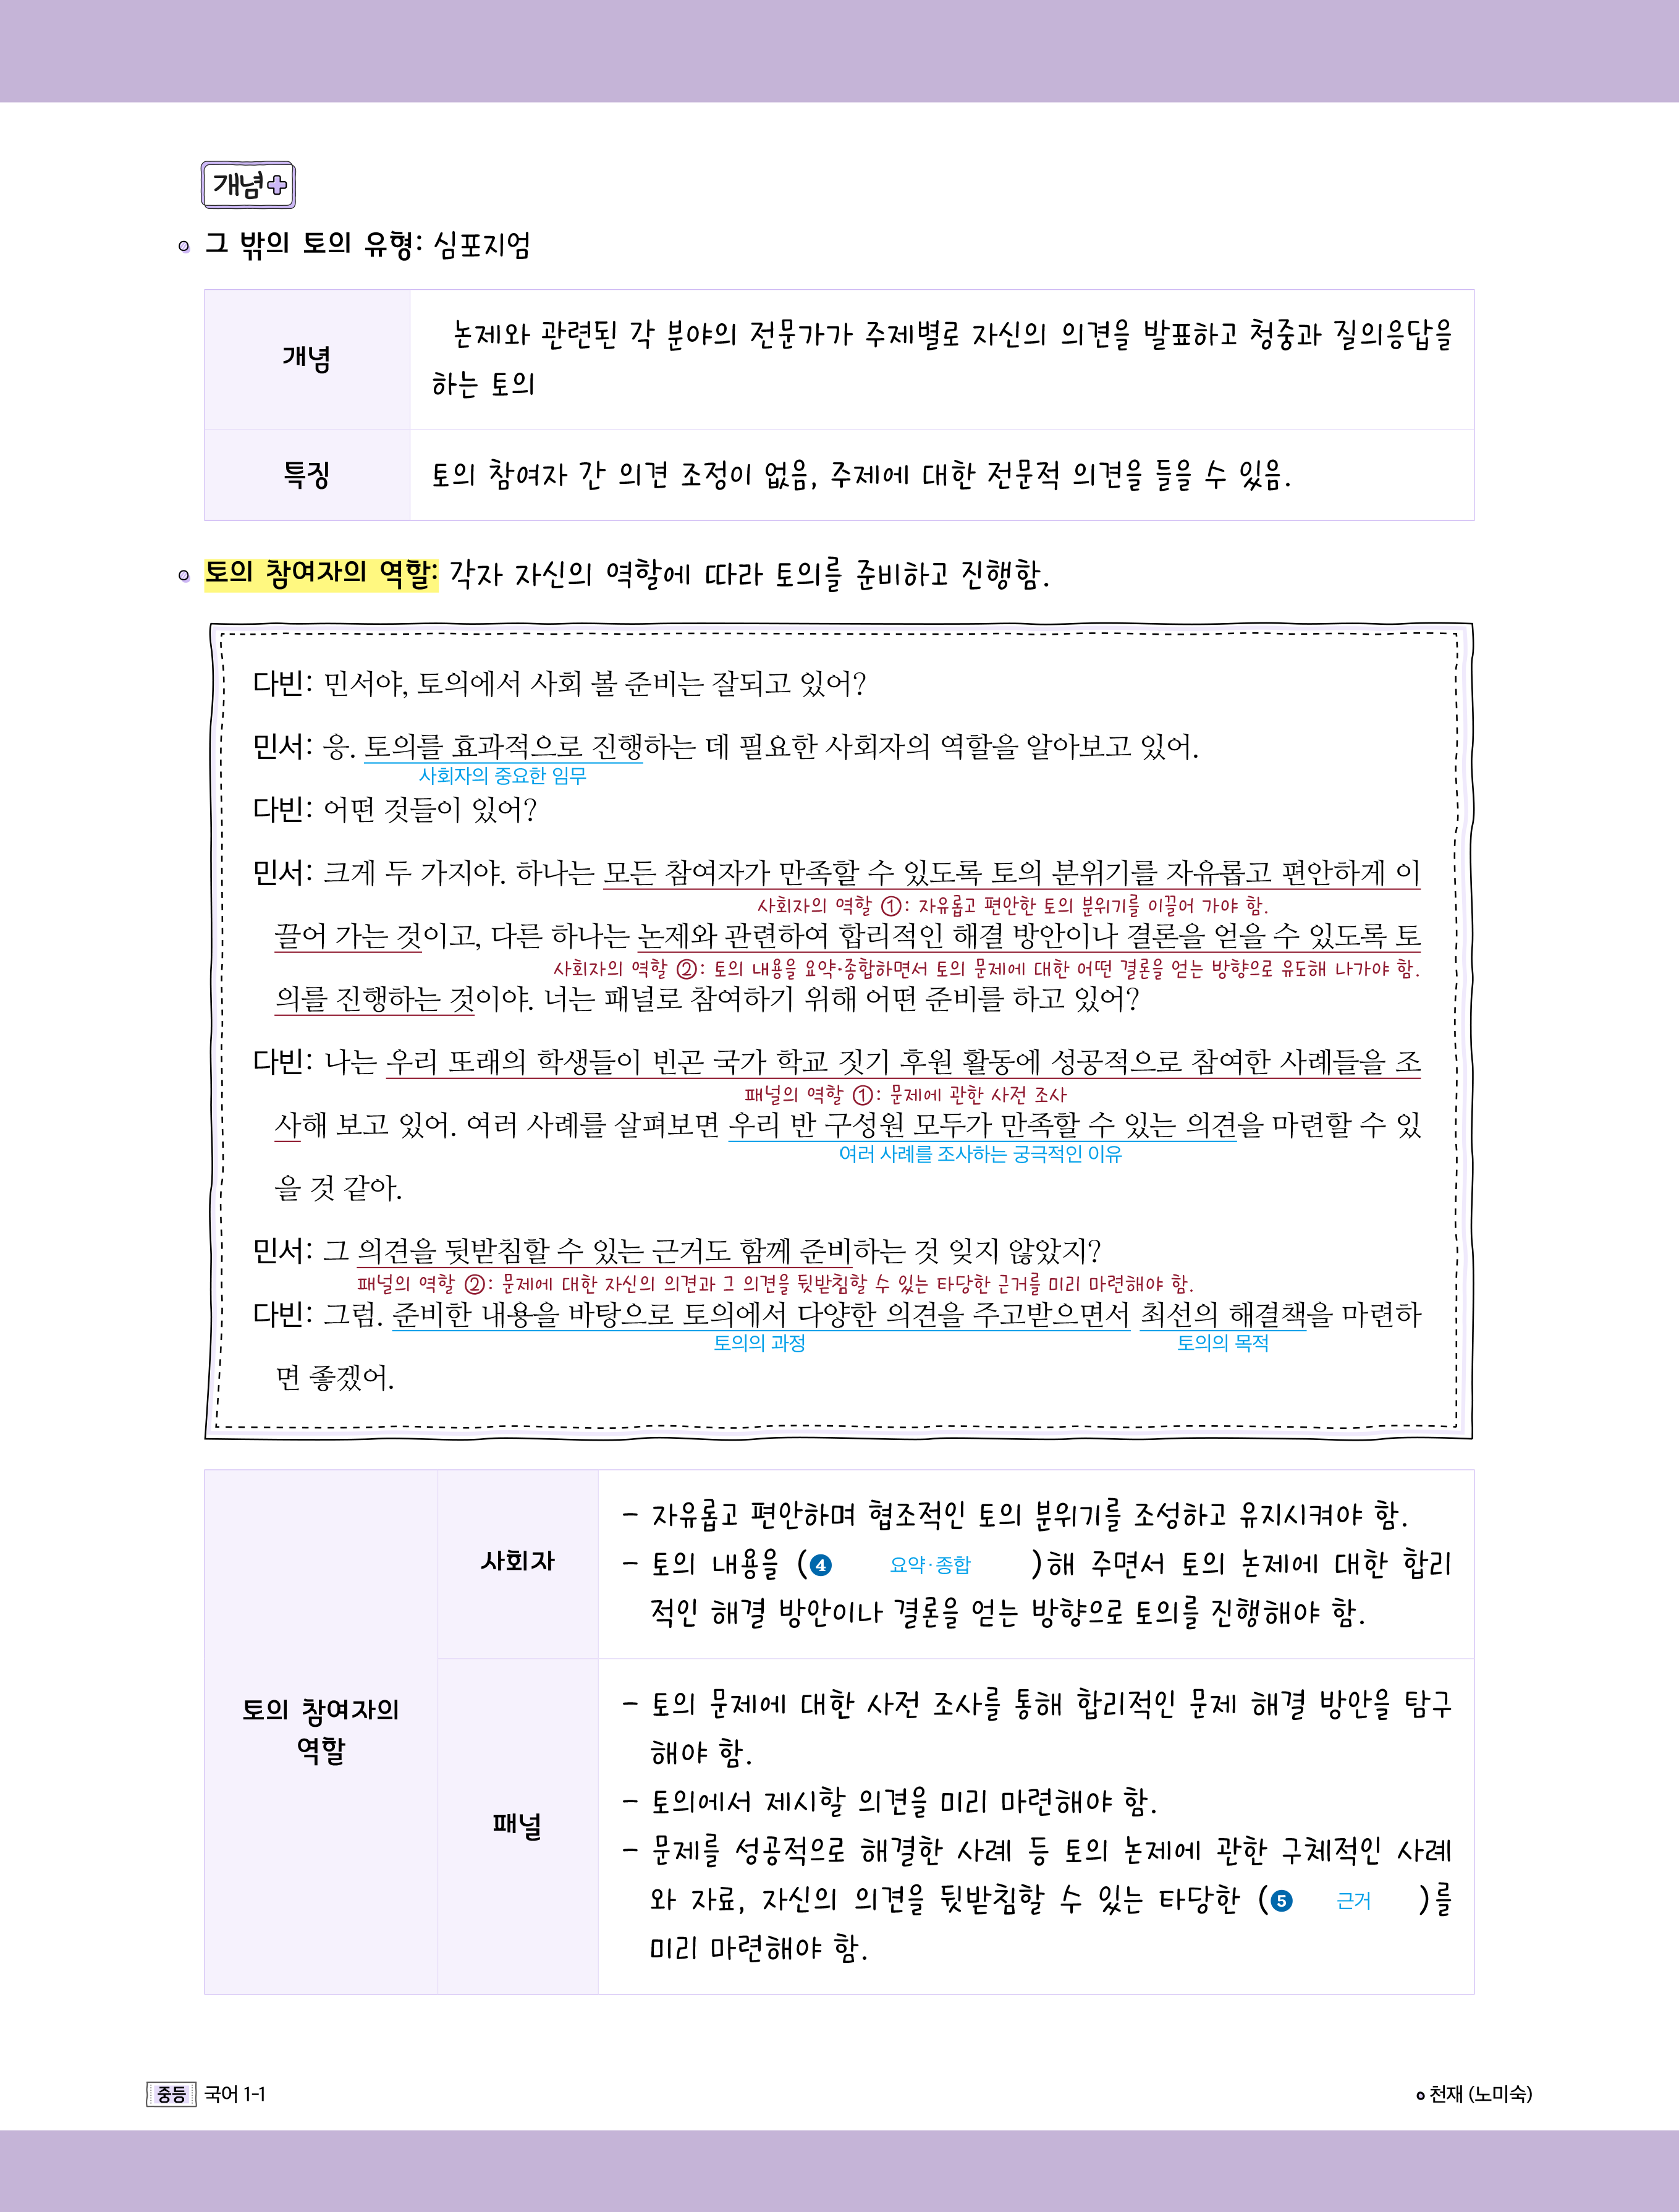 개념+
그 밖의 토의 유형: 심포지엄
개념
논제와 관련된 각 분야의 전문가가 주제별로 자신의 의견을 발표하고 청중과 질의응답을
하는 토의
특징
토의 참여자 간 의견 조정이 없음, 주제에 대한 전문적 의견을 들을 수 있음.
토의 참여자의 역할: 각자 자신의 역할에 따라 토의를 준비하고 진행함.
다빈: 민서야, 토의에서 사회 볼 준비는 잘되고 있어?
민서: 응. 토의를 효과적으로 진행하는 데 필요한 사회자의 역할을 알아보고 있어.
사회자의 중요한 임무
다빈: 어떤 것들이 있어?
민서: 크게 두 가지야. 하나는 모든 참여자가 만족할 수 있도록 토의 분위기를 자유롭고 편안하게 이
사회자의 역할 ①: 자유롭고 편안한 토의 분위기를 이끌어 가야 함.
끌어 가는 것이고, 다른 하나는 논제와 관련하여 합리적인 해결 방안이나 결론을 얻을 수 있도록 토
사회자의 역할 ②: 토의 내용을 요약·종합하면서 토의 문제에 대한 어떤 결론을 얻는 방향으로 유도해 나가야 함.
의를 진행하는 것이야. 너는 패널로 참여하기 위해 어떤 준비를 하고 있어?
다빈: 나는 우리 또래의 학생들이 빈곤 국가 학교 짓기 후원 활동에 성공적으로 참여한 사례들을 조
패널의 역할 ①: 문제에 관한 사전 조사
사해 보고 있어. 여러 사례를 살펴보면 우리 반 구성원 모두가 만족할 수 있는 의견을 마련할 수 있
여러 사례를 조사하는 궁극적인 이유
을 것 같아.
민서: 그 의견을 뒷받침할 수 있는 근거도 함께 준비하는 것 잊지 않았지?
패널의 역할 ②: 문제에 대한 자신의 의견과 그 의견을 뒷받침할 수 있는 타당한 근거를 미리 마련해야 함.
다빈: 그럼. 준비한 내용을 바탕으로 토의에서 다양한 의견을 주고받으면서 최선의 해결책을 마련하
토의의 과정 토의의 목적
면 좋겠어.
토의 참여자의
역할
사회자
- 자유롭고 편안하며 협조적인 토의 분위기를 조성하고 유지시켜야 함.
- 토의 내용을 (❹ 요약·종합 )해 주면서 토의 논제에 대한 합리
적인 해결 방안이나 결론을 얻는 방향으로 토의를 진행해야 함.
패널
- 토의 문제에 대한 사전 조사를 통해 합리적인 문제 해결 방안을 탐구
해야 함.
- 토의에서 제시할 의견을 미리 마련해야 함.
- 문제를 성공적으로 해결한 사례 등 토의 논제에 관한 구체적인 사례
와 자료, 자신의 의견을 뒷받침할 수 있는 타당한 (❺ 근거 )를
미리 마련해야 함.
중등 국어 1-1
천재 (노미숙)